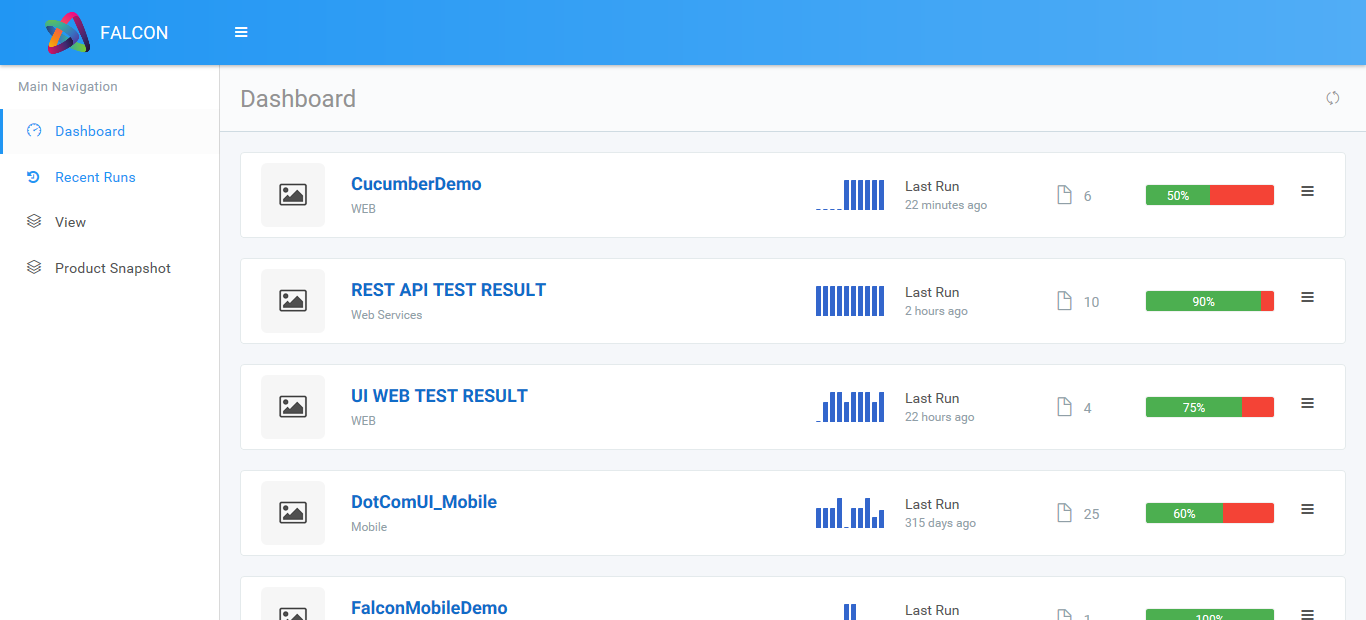 FALCON
Main Navigation
Dashboard
Recent Runs
View
Product Snapshot
Dashboard
CucumberDemo
WEB
Last Run
22 minutes ago
6
50%
REST API TEST RESULT
Web Services
Last Run
2 hours ago
10
90%
UI WEB TEST RESULT
WEB
Last Run
22 hours ago
4
75%
DotComUI_Mobile
Mobile
Last Run
315 days ago
25
60%
FalconMobileDemo
Last Run
1
100%